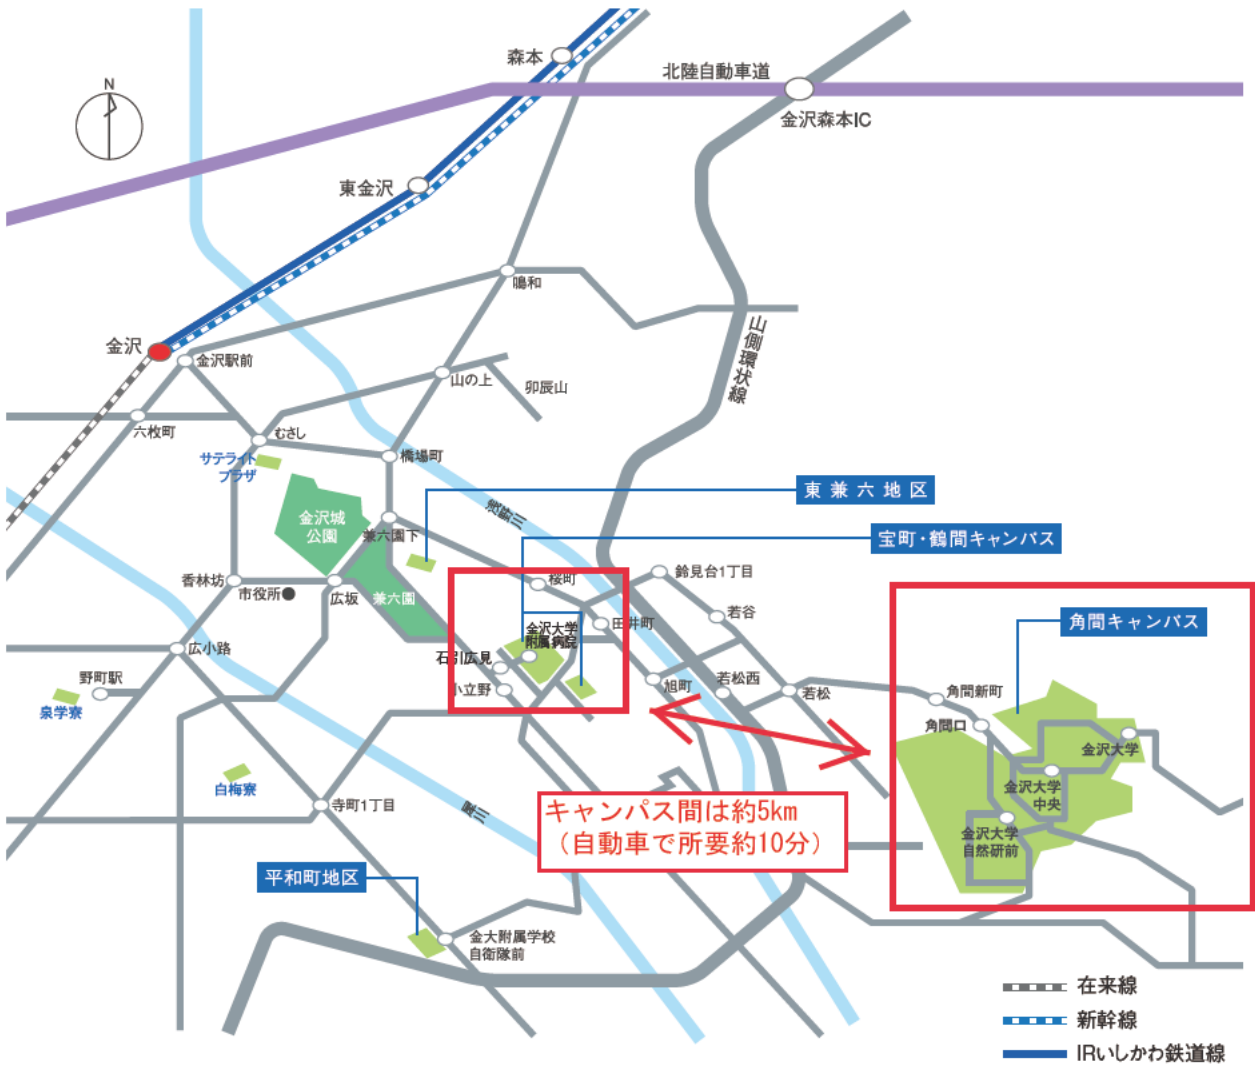 N
森本
北陸自動車道
金沢森本IC
東金沢
鳴和
山側環状線
金沢
金沢駅前
山の上
卯辰山
六枚町
むさし
サテライト
プラザ
橋場町
東兼六地区
金沢城
公園
浅野川
兼六園下
宝町・鶴間キャンパス
香林坊
市役所
広坂
兼六園
桜町
鈴見台1丁目
若谷
田井町
角間キャンパス
金沢大学
附属病院
広小路
石引広見
小立野
旭町
若松西
若松
角間新町
角間口
金沢大学
野町駅
泉学寮
白梅寮
寺町1丁目
犀川
キャンパス間は約5km
（自動車で所要約10分）
金沢大学
中央
金沢大学
自然研前
平和町地区
金大附属学校
自衛隊前
在来線
新幹線
IRいしかわ鉄道線